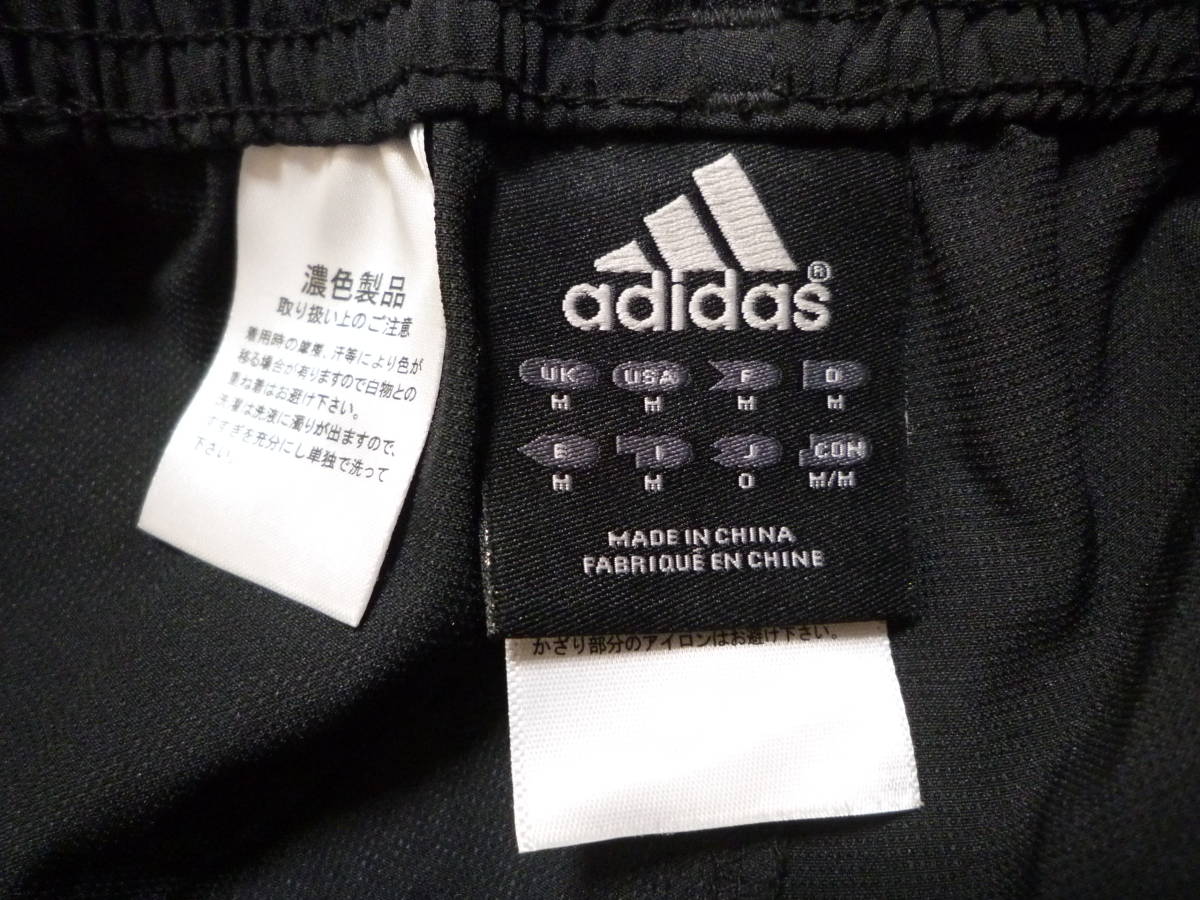 濃色製品
取り扱い上のご注意
着用時の摩擦、汗等により色が
移る場合が有りますので白物との
重ね着はお避け下さい。
洗濯は洗液に濁りが出ますので、
すすぎを充分にし単独で洗って
下さい。
adidas®
UK USA F D
M M M M
E I J CON
M M O M/M
MADE IN CHINA
FABRIQUÉ EN CHINE
かざり部分のアイロンはお避け下さい。